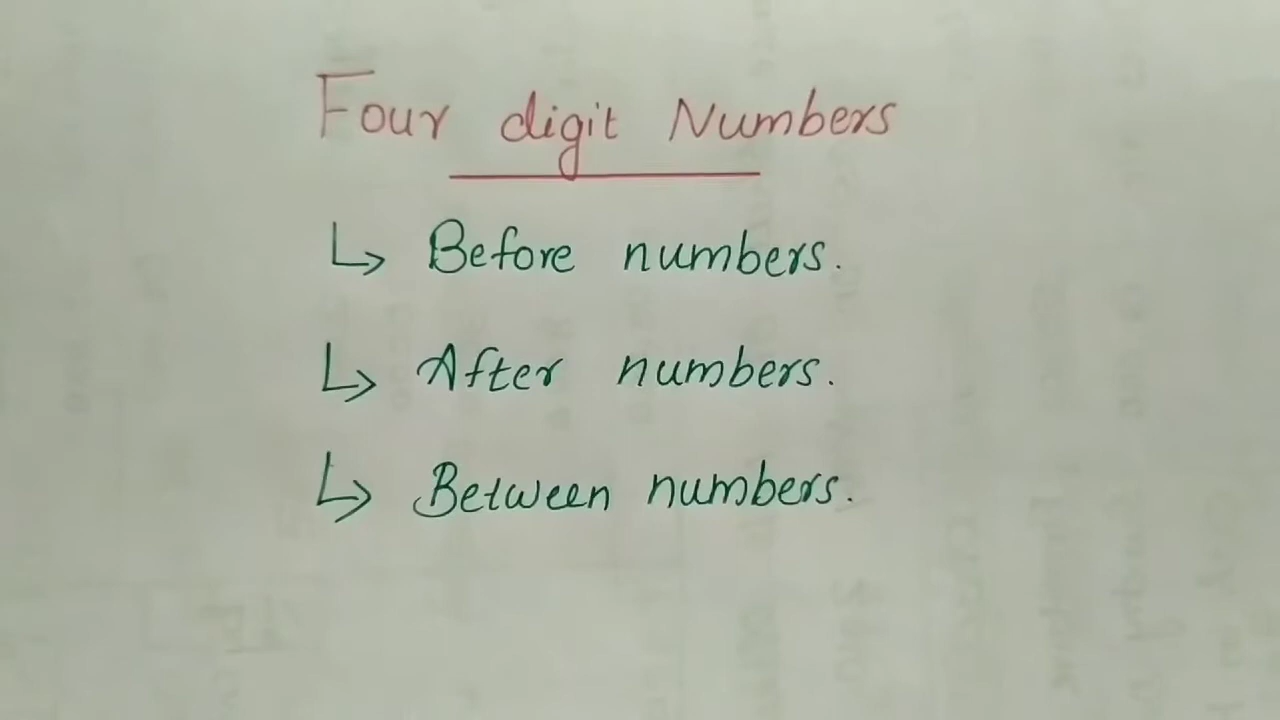 Four digit Numbers
↳ Before numbers.
↳ After numbers.
↳ Between numbers.